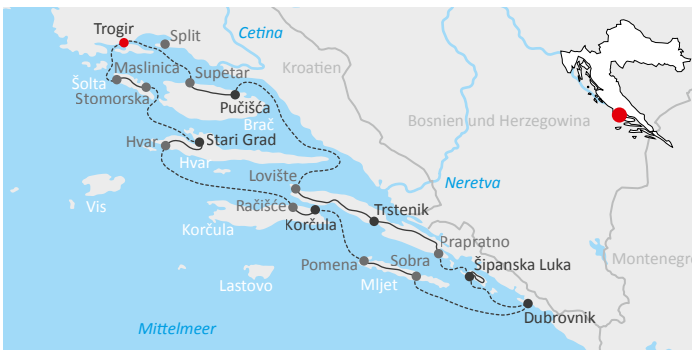 Trogir
Split
Cetina
Maslinica
Supetar
Kroatien
Šolta
Stomorska
Pučišća
Brač
Bosnien und Herzegowina
Hvar
Stari Grad
Hvar
Lovište
Neretva
Vis
Račišće
Trstenik
Korčula
Korčula
Prapratno
Pomena
Sobra
Šipanska Luka
Montenegro
Lastovo
Mljet
Dubrovnik
Mittelmeer